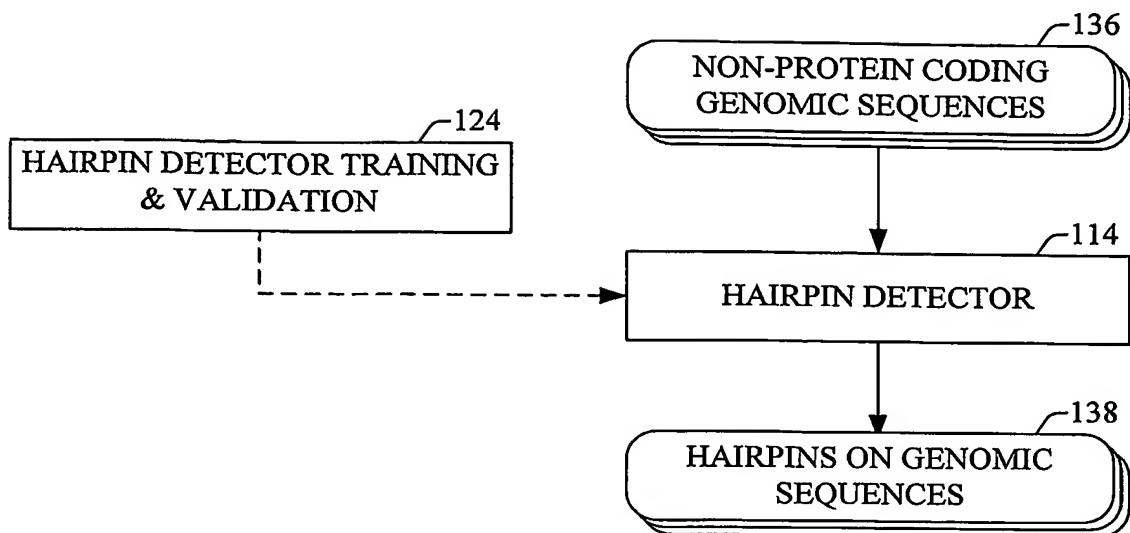 136
NON-PROTEIN CODING
GENOMIC SEQUENCES
124
HAIRPIN DETECTOR TRAINING
& VALIDATION
114
HAIRPIN DETECTOR
138
HAIRPINS ON GENOMIC
SEQUENCES